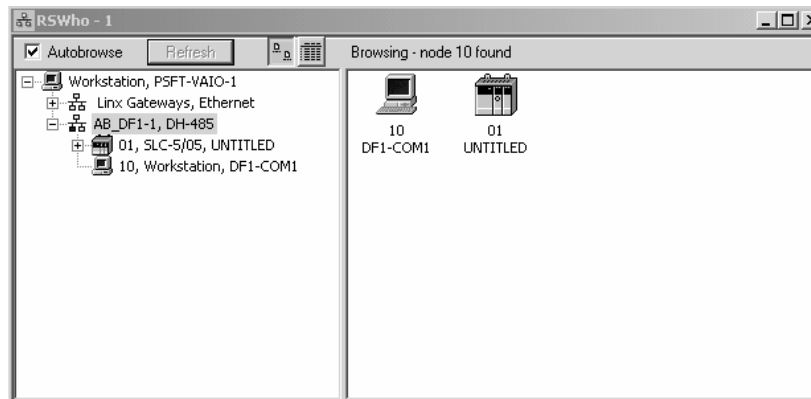 RSWho - 1
Autobrowse Refresh Browsing - node 10 found
Workstation, PSFT-VAIO-1
Linx Gateways, Ethernet
AB_DF1-1, DH-485
01, SLC-5/05, UNTITLED
10, Workstation, DF1-COM1
10
DF1-COM1
01
UNTITLED